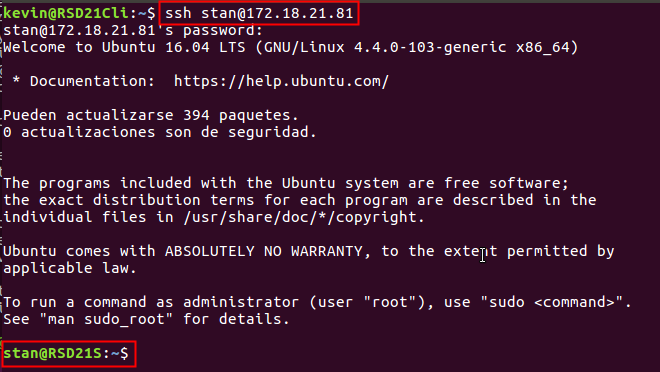 kevin@RSD21Cli:~$ ssh stan@172.18.21.81
stan@172.18.21.81's password:
Welcome to Ubuntu 16.04 LTS (GNU/Linux 4.4.0-103-generic x86_64)
* Documentation:  https://help.ubuntu.com/
Pueden actualizarse 394 paquetes.
0 actualizaciones son de seguridad.
The programs included with the Ubuntu system are free software;
the exact distribution terms for each program are described in the
individual files in /usr/share/doc/*/copyright.
Ubuntu comes with ABSOLUTELY NO WARRANTY, to the extent permitted by
applicable law.
To run a command as administrator (user "root"), use "sudo <command>".
See "man sudo_root" for details.
stan@RSD21S:~$